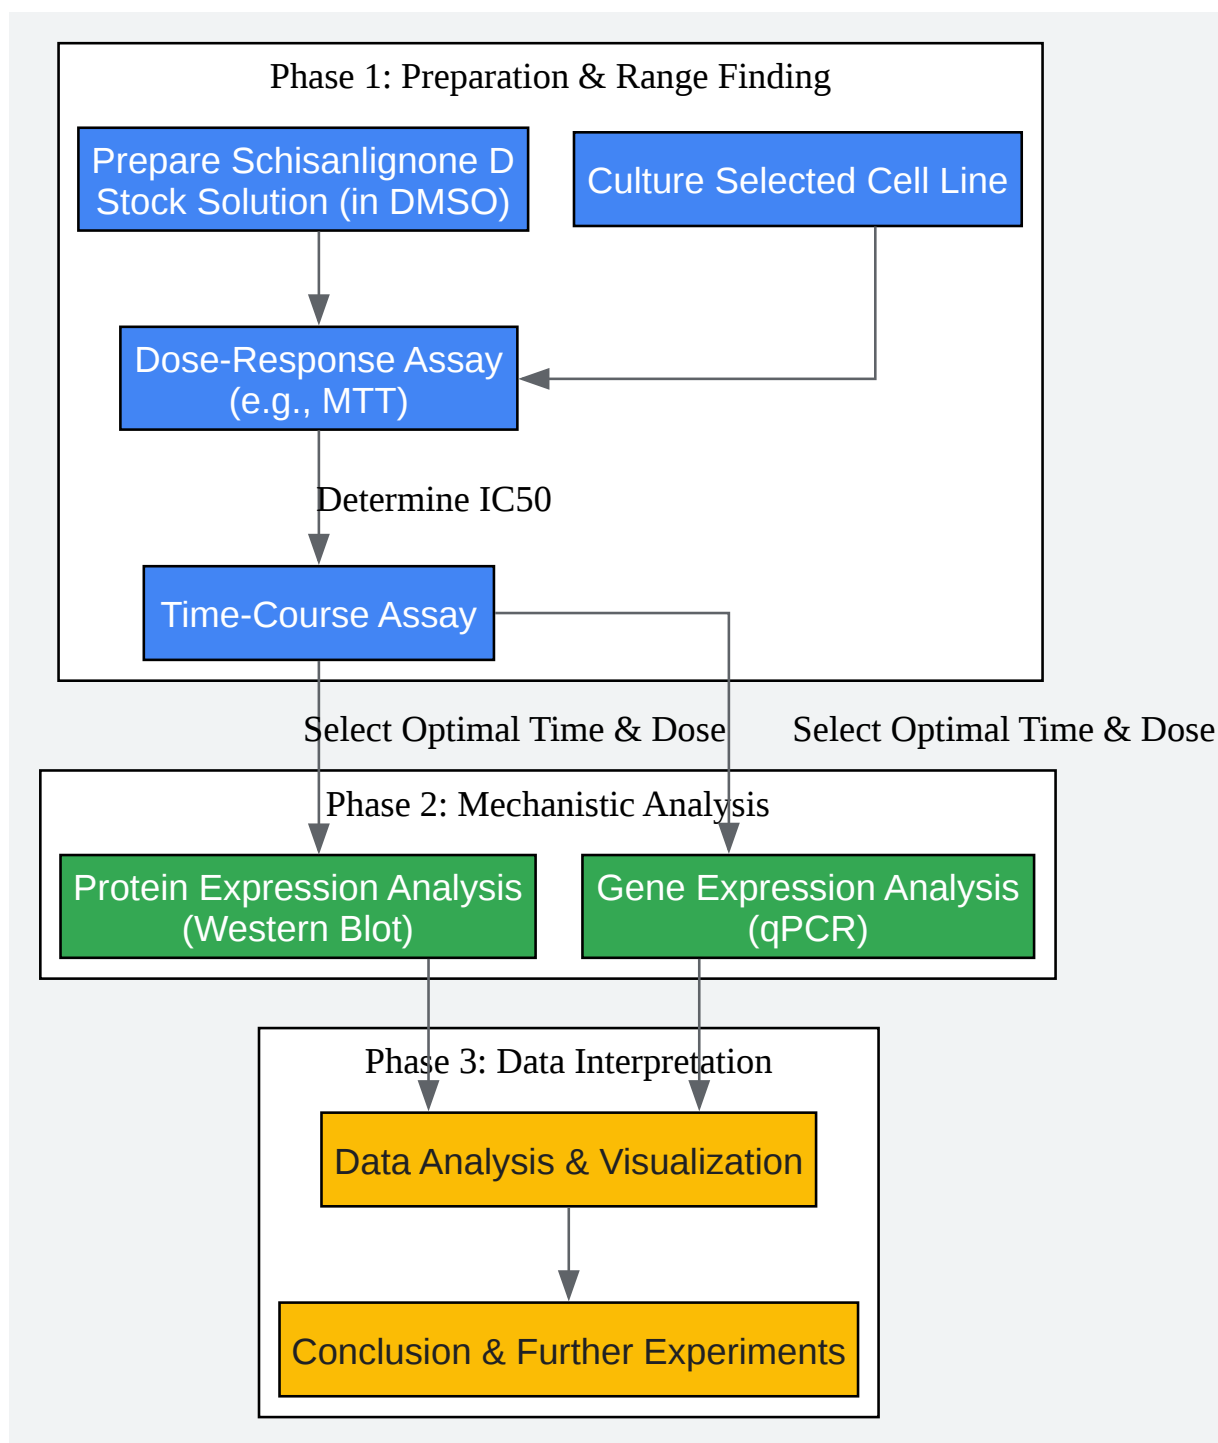 Phase 1: Preparation & Range Finding
Prepare Schisanlignone D
Stock Solution (in DMSO)
Culture Selected Cell Line
Dose-Response Assay
(e.g., MTT)
Determine IC50
Time-Course Assay
Select Optimal Time & Dose
Select Optimal Time & Dose
Phase 2: Mechanistic Analysis
Protein Expression Analysis
(Western Blot)
Gene Expression Analysis
(qPCR)
Phase 3: Data Interpretation
Data Analysis & Visualization
Conclusion & Further Experiments